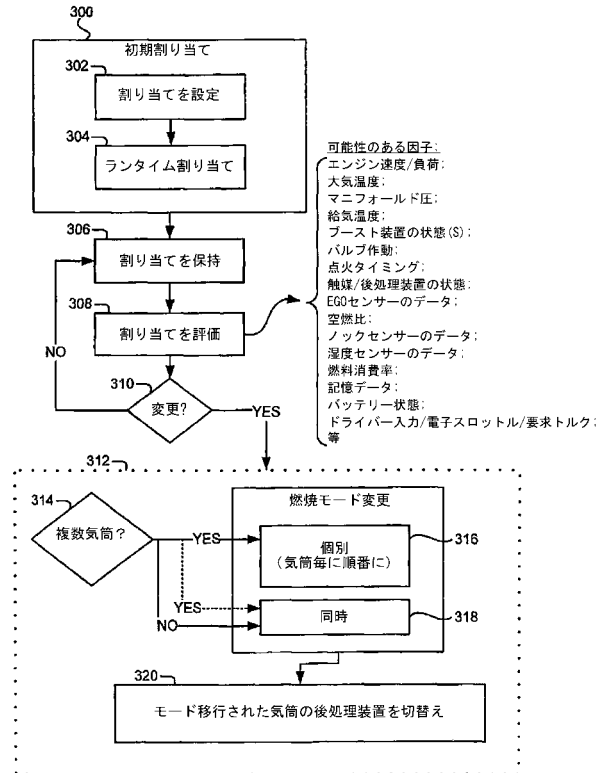 300
初期割り当て
302
割り当てを設定
304
ランタイム割り当て
306
割り当てを保持
308
割り当てを評価
310
変更?
NO
YES
可能性のある因子:
エンジン速度/負荷:
大気温度:
マニフォールド圧:
給気温度:
ブースト装置の状態(S):
バルブ作動:
点火タイミング:
触媒/後処理装置の状態:
EGOセンサーのデータ:
空燃比:
ノックセンサーのデータ:
湿度センサーのデータ:
燃料消費率:
記憶データ:
バッテリー状態:
ドライバー入力/電子スロットル/要求トルク:
等
312
314
複数気筒?
YES
YES
NO
燃焼モード変更
個別
(気筒毎に順番に)
316
同時
318
320
モード移行された気筒の後処理装置を切替え